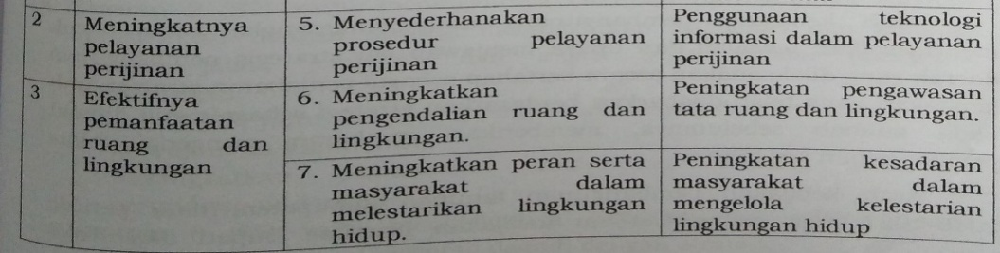 2
Meningkatnya
pelayanan
perijinan
5. Menyederhanakan
prosedur pelayanan
perijinan
Penggunaan teknologi
informasi dalam pelayanan
perijinan
3
Efektifnya
pemanfaatan
ruang dan
lingkungan
6. Meningkatkan
pengendalian ruang dan
lingkungan.
Peningkatan pengawasan
tata ruang dan lingkungan.
7. Meningkatkan peran serta
masyarakat dalam
melestarikan lingkungan
hidup.
Peningkatan kesadaran
masyarakat dalam
mengelola kelestarian
lingkungan hidup